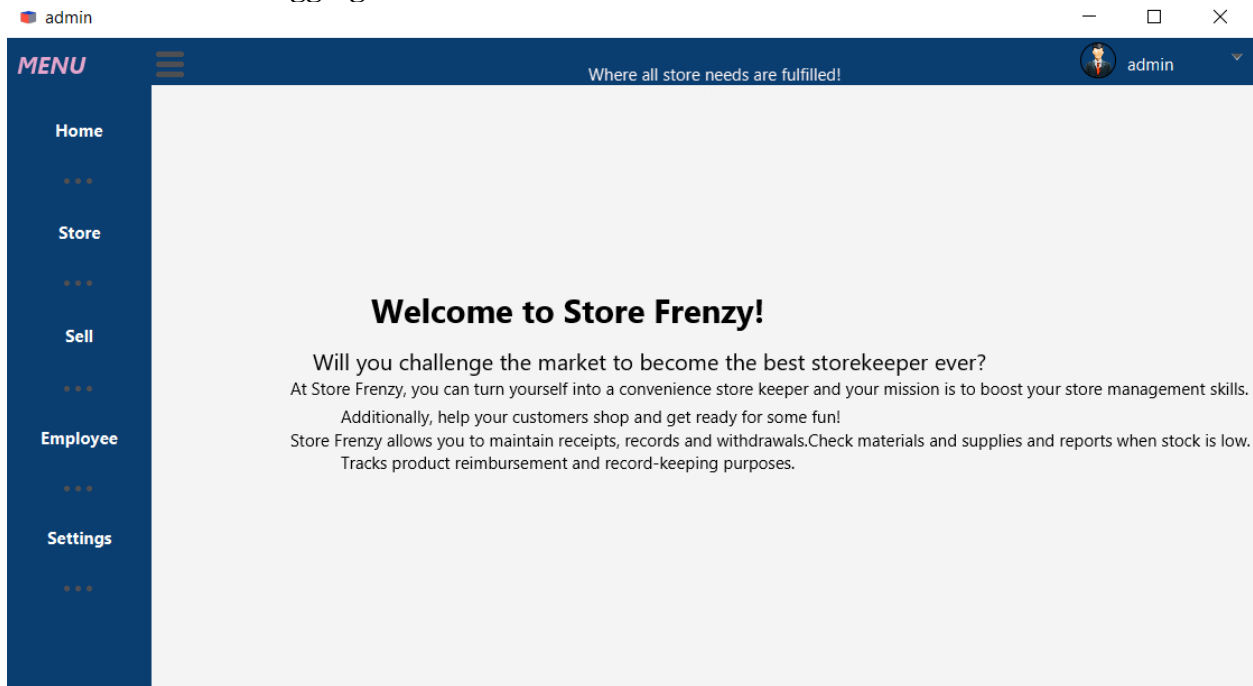 admin
MENU
Where all store needs are fulfilled!
admin
Home
Store
Sell
Employee
Settings
Welcome to Store Frenzy!
Will you challenge the market to become the best storekeeper ever?
At Store Frenzy, you can turn yourself into a convenience store keeper and your mission is to boost your store management skills.
Additionally, help your customers shop and get ready for some fun!
Store Frenzy allows you to maintain receipts, records and withdrawals.Check materials and supplies and reports when stock is low.
Tracks product reimbursement and record-keeping purposes.